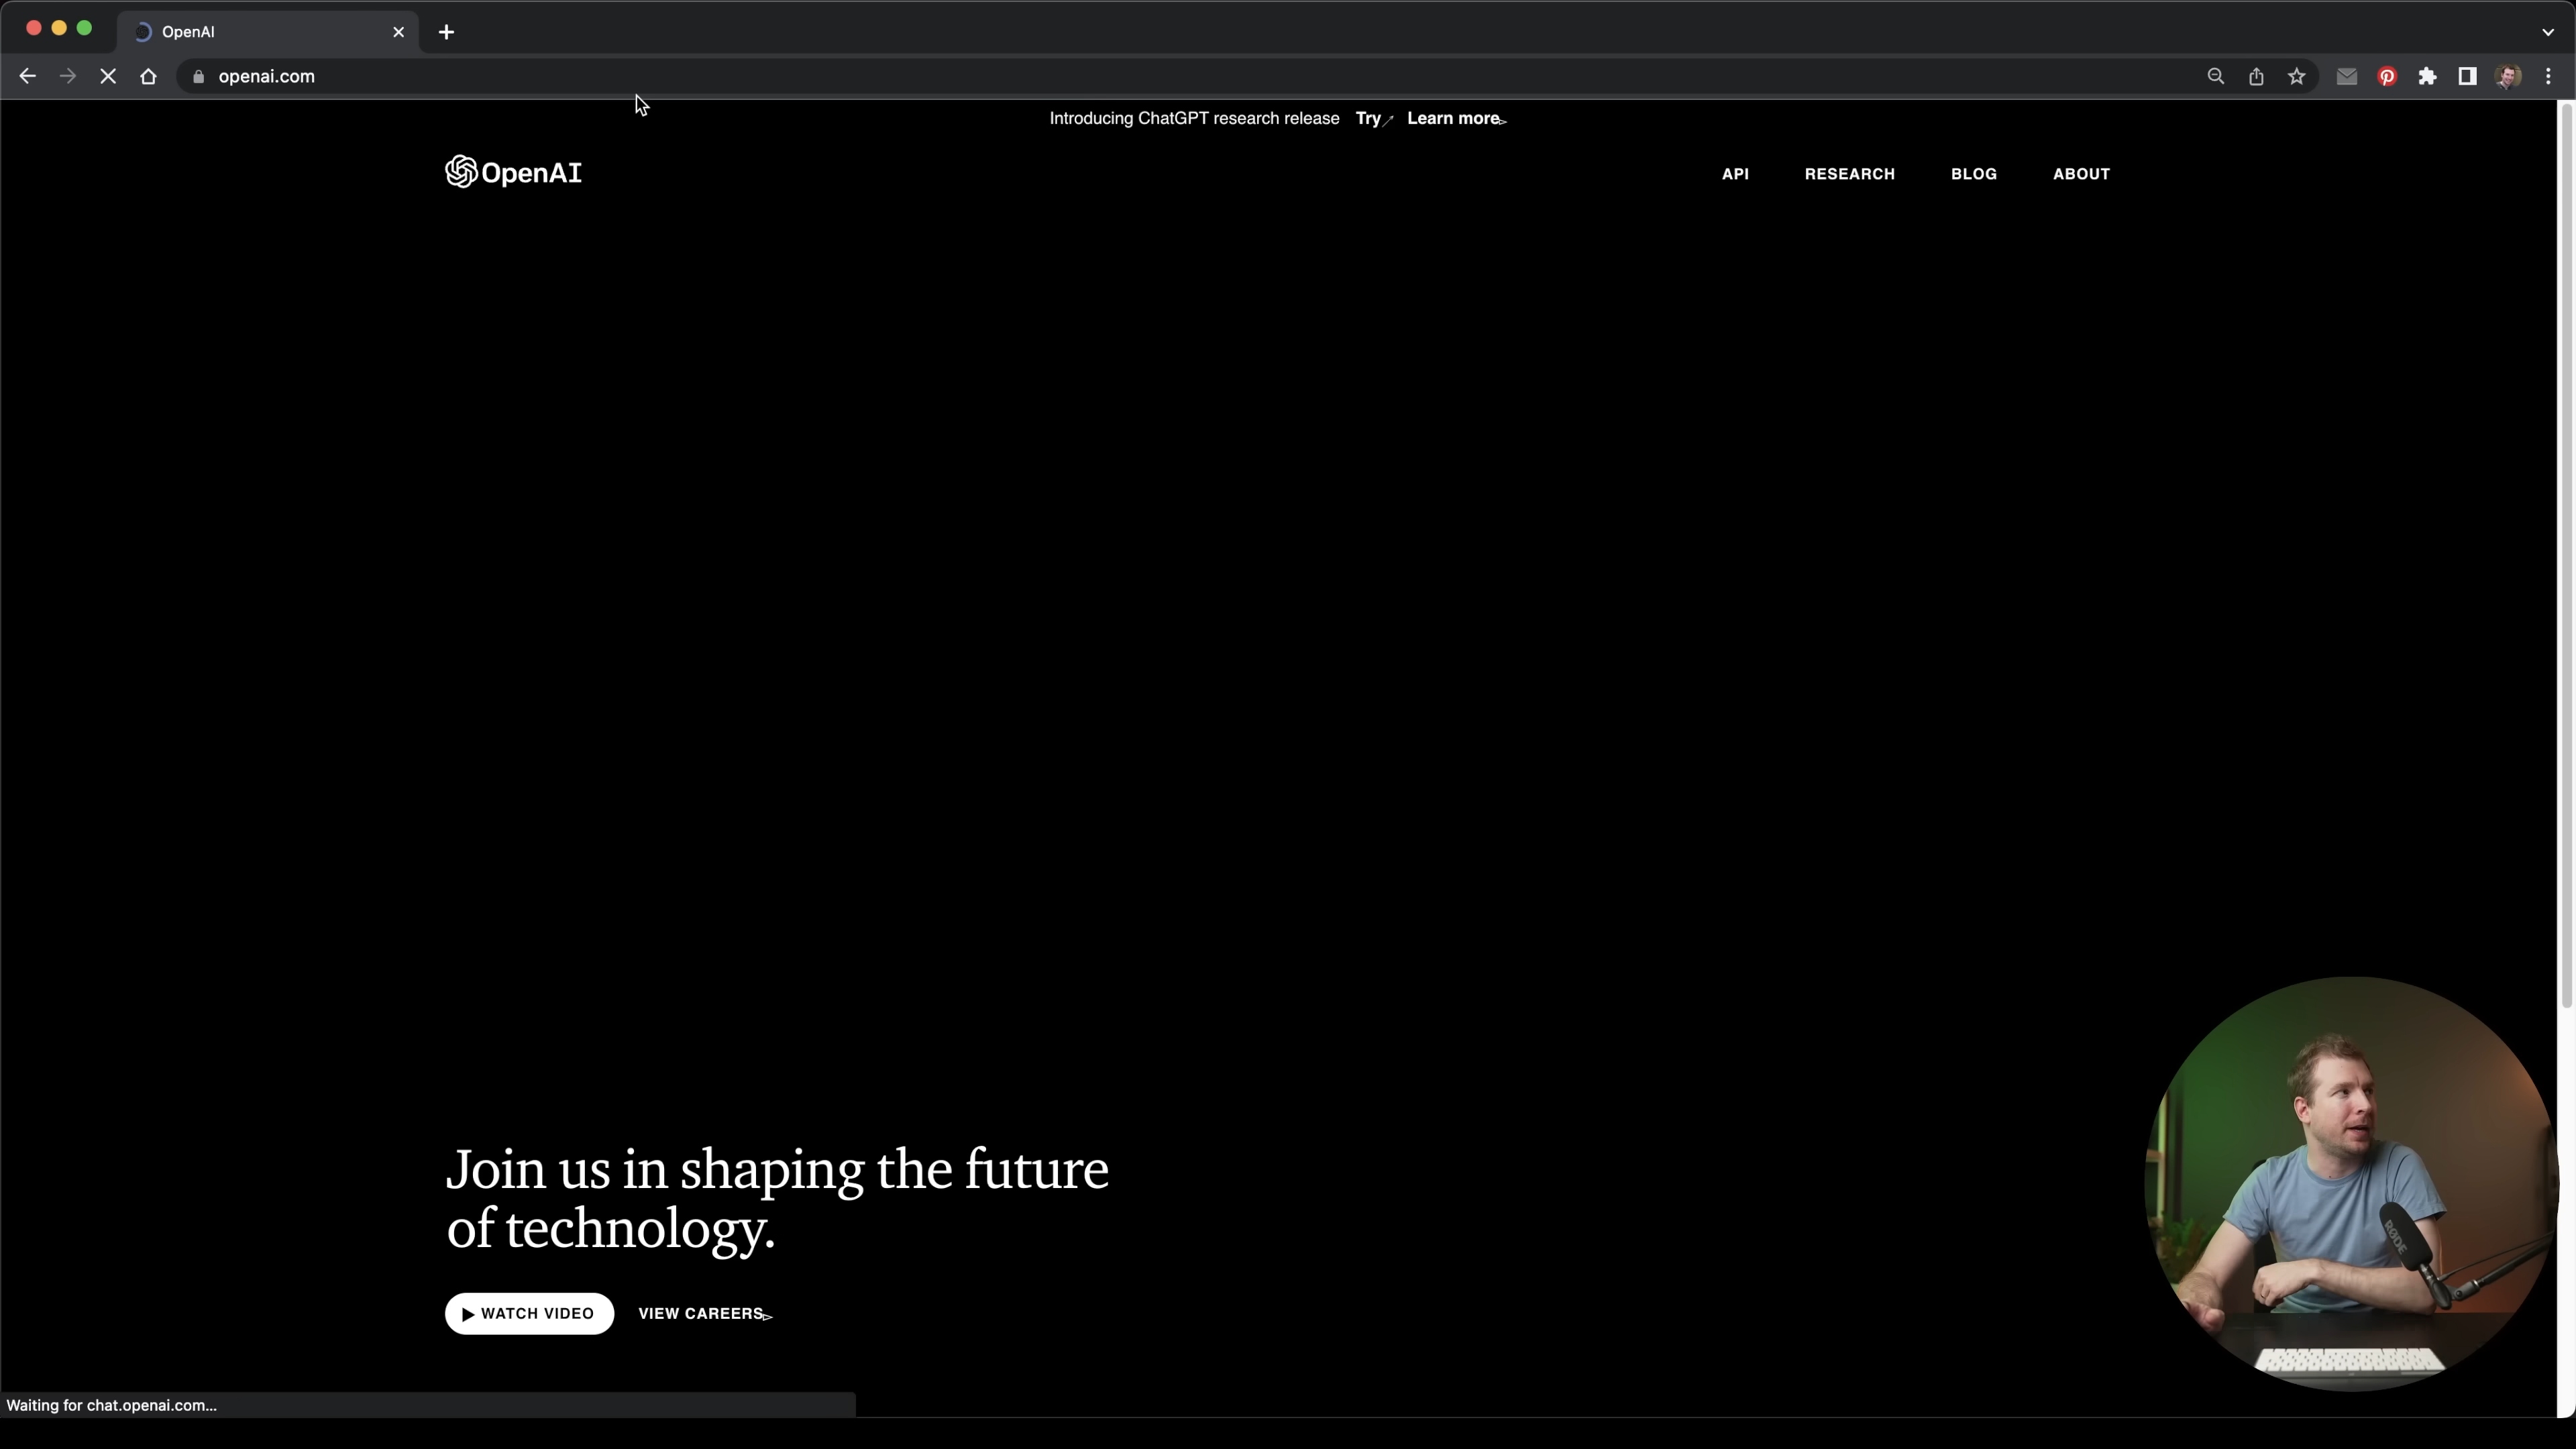 OpenAI
openai.com
Introducing ChatGPT research release Try Learn more
OpenAI
API RESEARCH BLOG ABOUT
Join us in shaping the future
of technology.
WATCH VIDEO VIEW CAREERS
RØDE
Waiting for chat.openai.com...